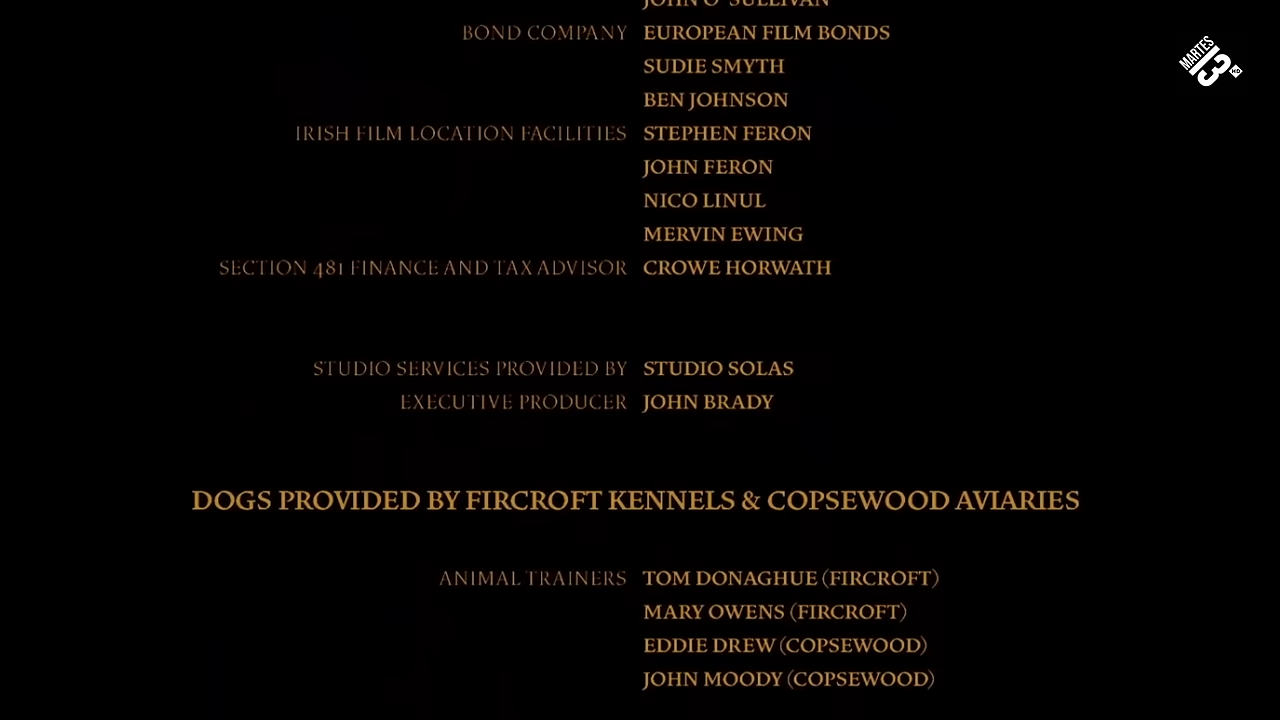 JOHN O' SULLIVAN
BOND COMPANY EUROPEAN FILM BONDS
SUDIE SMYTH
BEN JOHNSON
IRISH FILM LOCATION FACILITIES STEPHEN FERON
JOHN FERON
NICO LINUL
MERVIN EWING
SECTION 481 FINANCE AND TAX ADVISOR CROWE HORWATH
STUDIO SERVICES PROVIDED BY STUDIO SOLAS
EXECUTIVE PRODUCER JOHN BRADY
DOGS PROVIDED BY FIRCROFT KENNELS & COPSEWOOD AVIARIES
ANIMAL TRAINERS TOM DONAGHUE (FIRCROFT)
MARY OWENS (FIRCROFT)
EDDIE DREW (COPSEWOOD)
JOHN MOODY (COPSEWOOD)
MARTES
13 HD